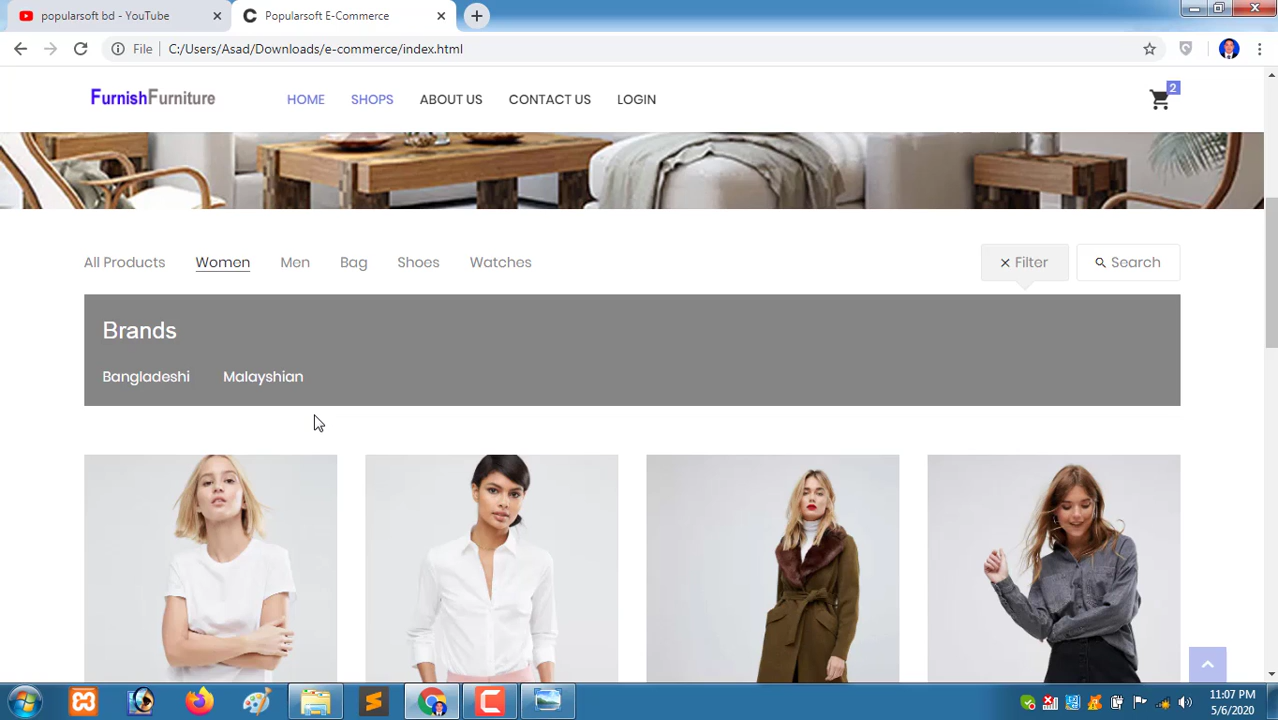 popularsoft bd - YouTube
Popularsoft E-Commerce
File C:/Users/Asad/Downloads/e-commerce/index.html
FurnishFurniture
HOME SHOPS ABOUT US CONTACT US LOGIN
2
All Products Women Men Bag Shoes Watches
Filter Search
Brands
Bangladeshi Malayshian
11:07 PM
5/6/2020